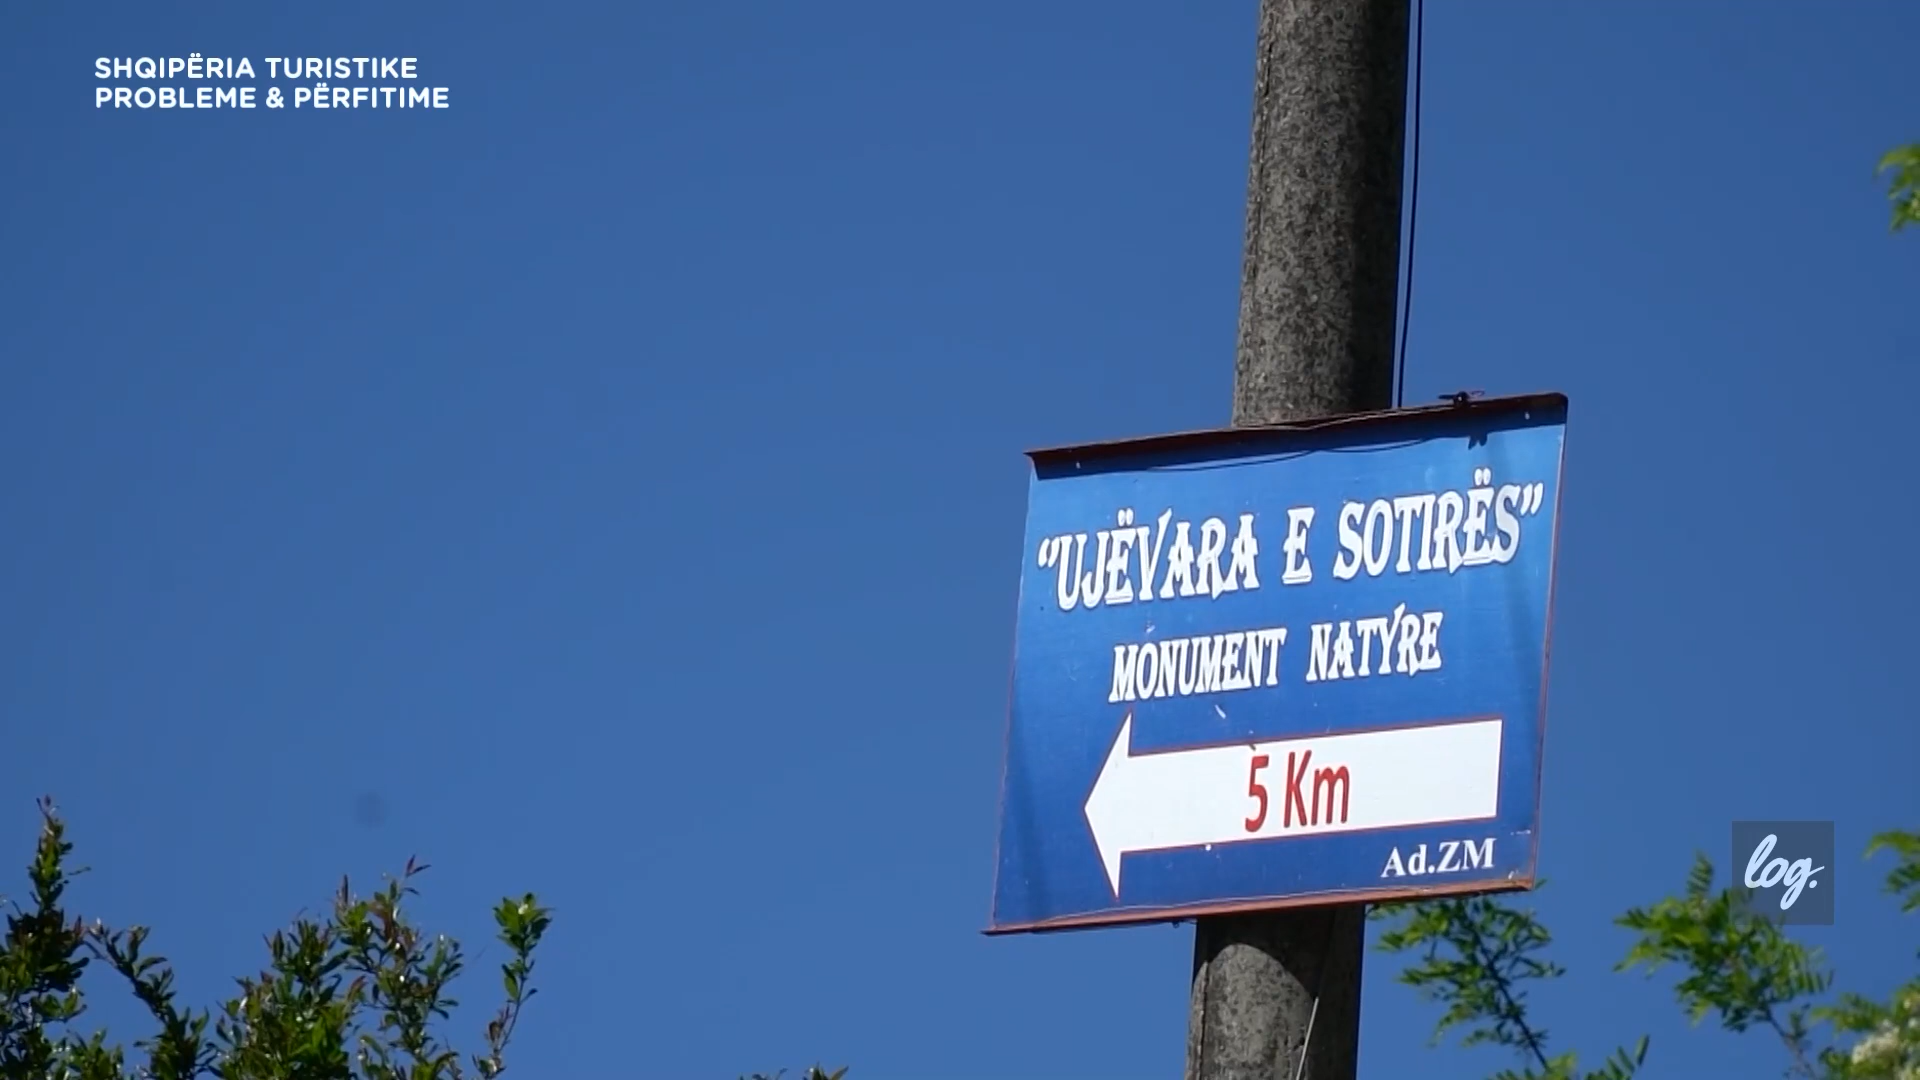 SHQIPËRIA TURISTIKE
PROBLEME & PËRFITIME
"UJËVARA E SOTIRËS"
MONUMENT NATYRE
5 Km
Ad.ZM
log.